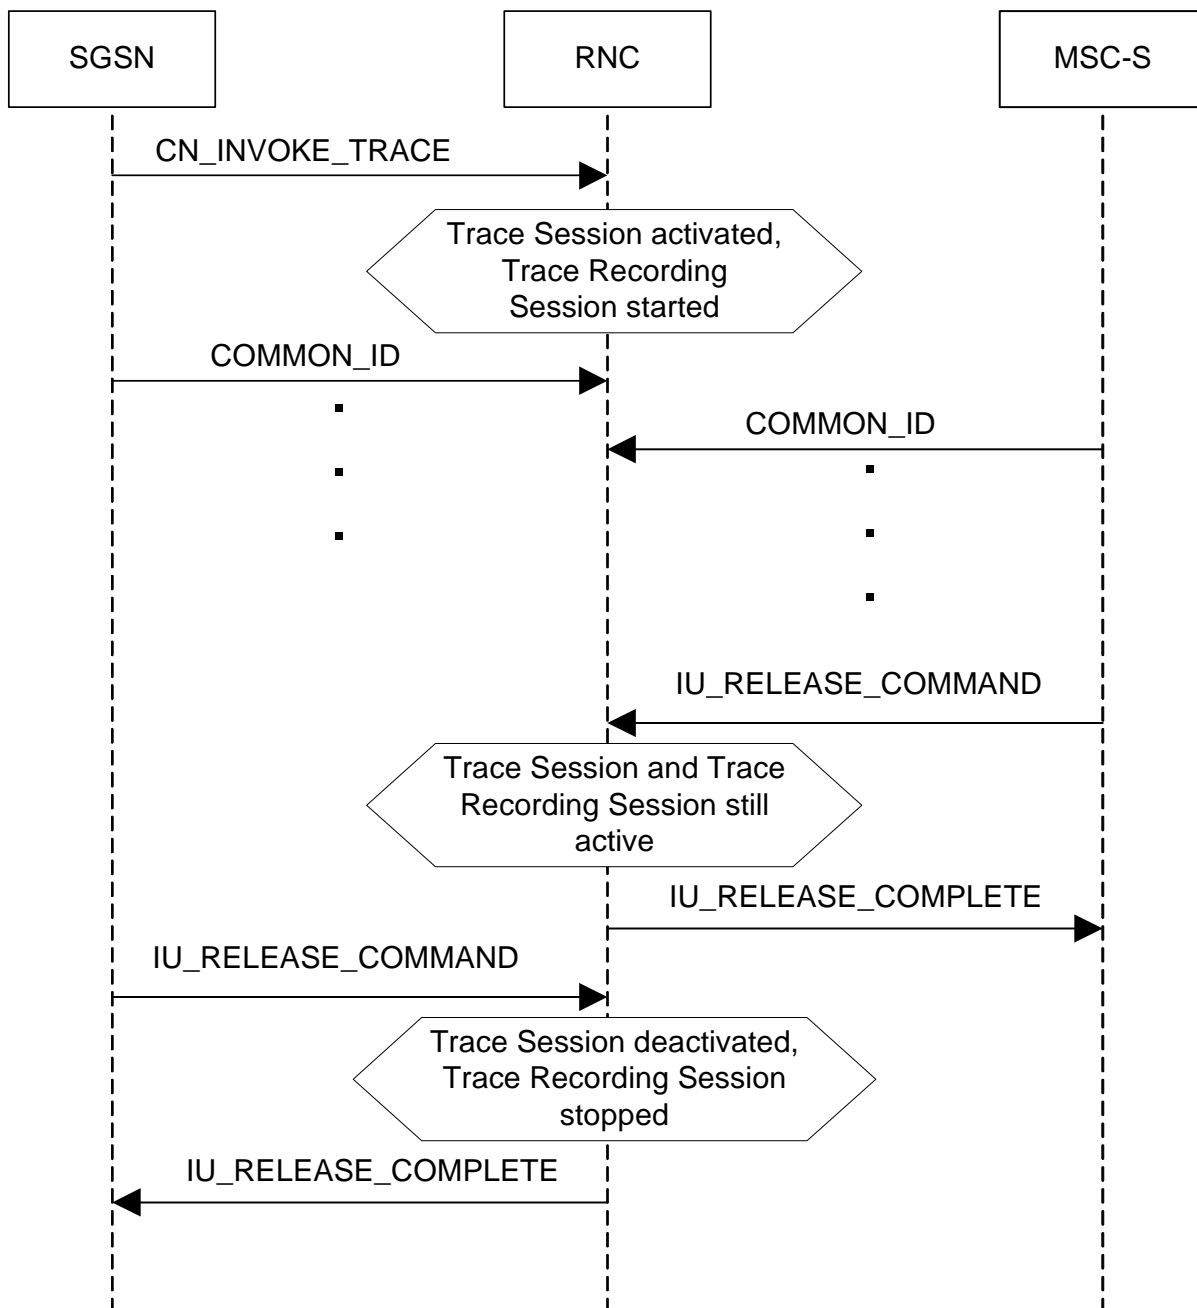 SGSN
RNC
MSC-S
CN_INVOKE_TRACE
Trace Session activated,
Trace Recording
Session started
COMMON_ID
COMMON_ID
IU_RELEASE_COMMAND
Trace Session and Trace
Recording Session still
active
IU_RELEASE_COMPLETE
IU_RELEASE_COMMAND
Trace Session deactivated,
Trace Recording Session
stopped
IU_RELEASE_COMPLETE